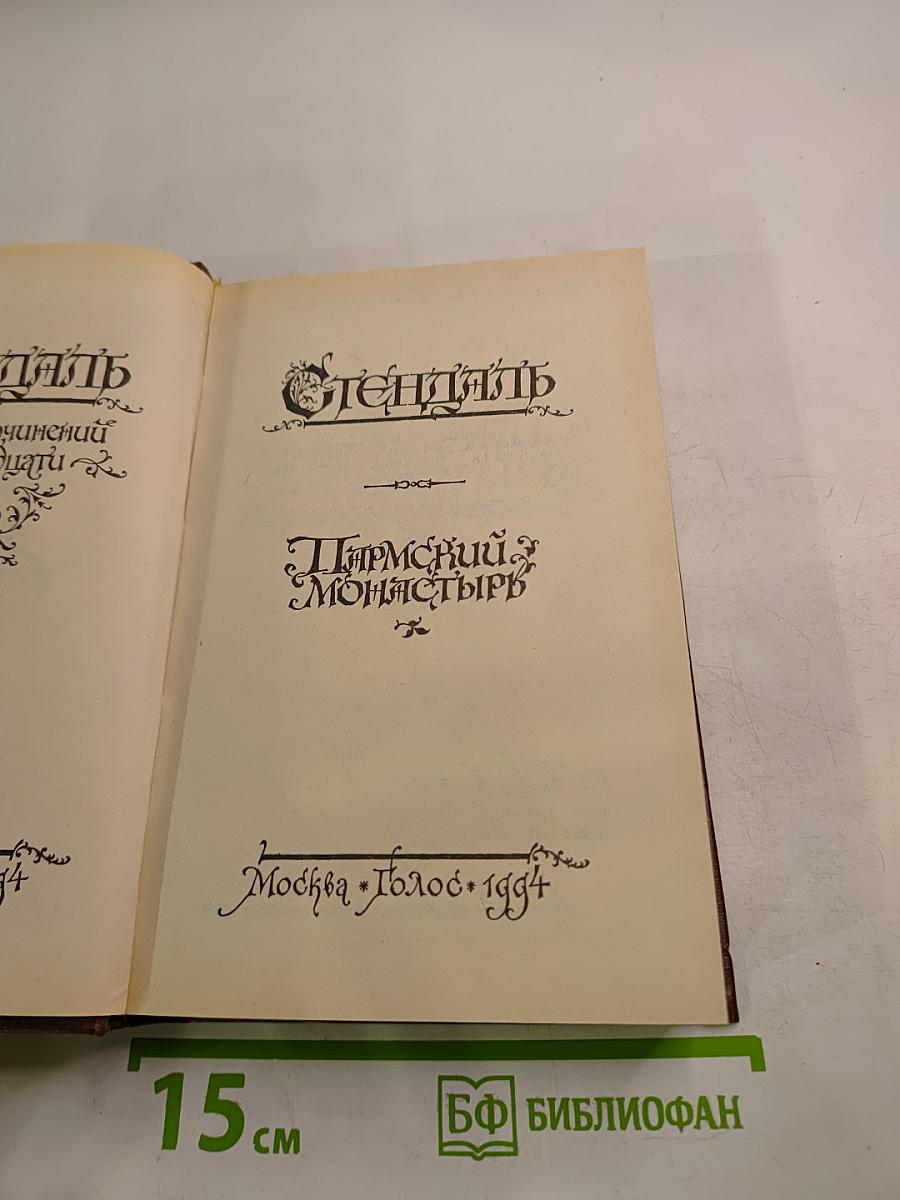 СТЕНДАЛЬ
ПАРМСКИЙ
МОНАСТЫРЬ
Москва * Голос * 1994
15 см
БФ БИБЛИОФАН